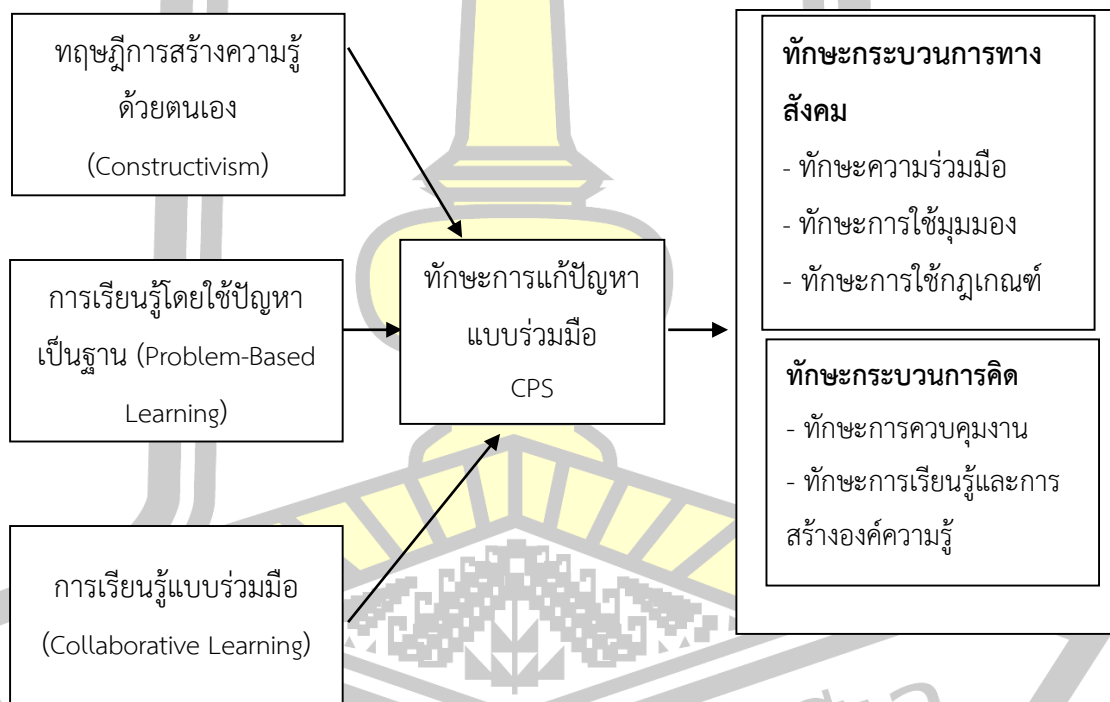 ทฤษฎีการสร้างความรู้
ด้วยตนเอง
(Constructivism)
การเรียนรู้โดยใช้ปัญหา
เป็นฐาน (Problem-Based
Learning)
การเรียนรู้แบบร่วมมือ
(Collaborative Learning)
ทักษะการแก้ปัญหา
แบบร่วมมือ
CPS
ทักษะกระบวนการทาง
สังคม
- ทักษะความร่วมมือ
- ทักษะการใช้มุมมอง
- ทักษะการใช้กฎเกณฑ์
ทักษะกระบวนการคิด
- ทักษะการควบคุมงาน
- ทักษะการเรียนรู้และการ
สร้างองค์ความรู้